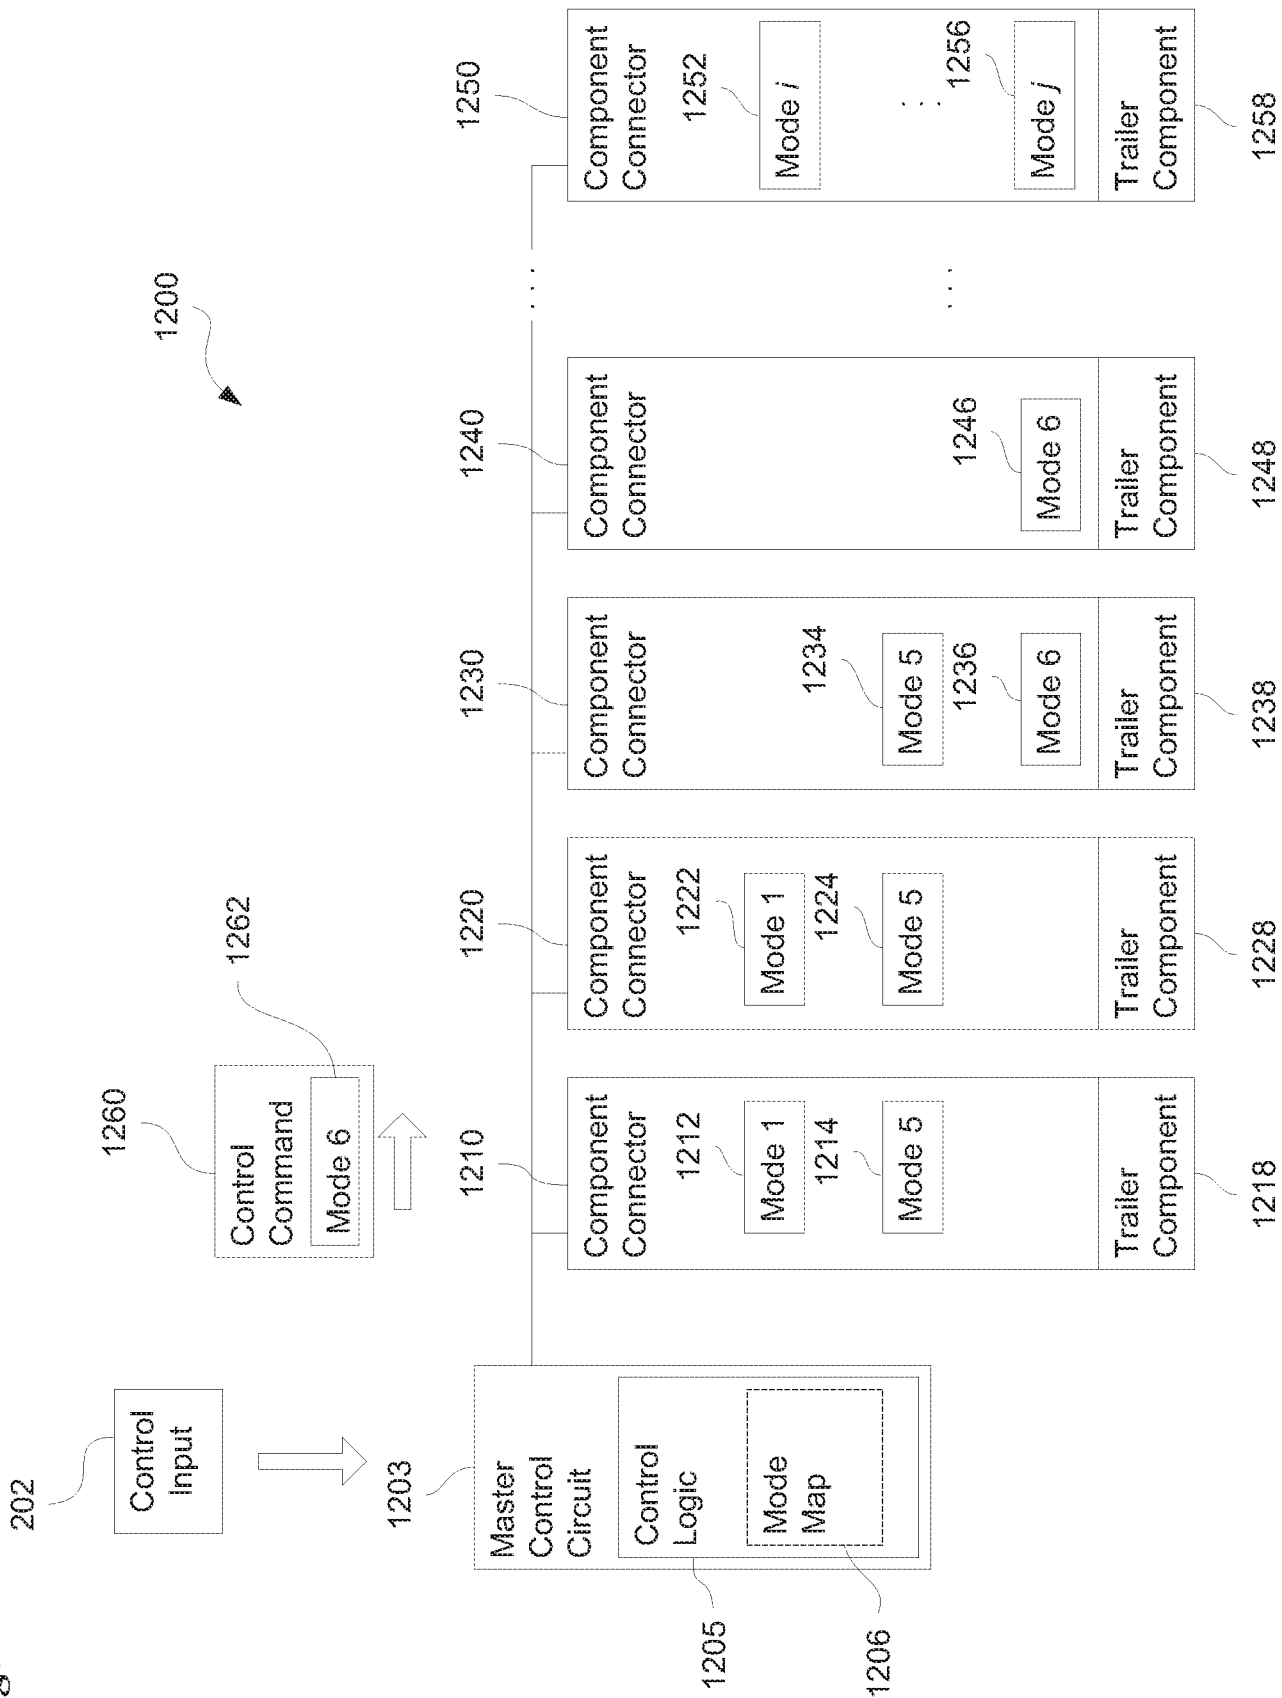 1200
202
Control
Input
1260
Control
Command
Mode 6
1262
1203
Master
Control
Circuit
Control
Logic
Mode
Map
1205
1206
1210
Component
Connector
1212
Mode 1
1214
Mode 5
Trailer
Component
1218
1220
Component
Connector
1222
Mode 1
1224
Mode 5
Trailer
Component
1228
1230
Component
Connector
1234
Mode 5
1236
Mode 6
Trailer
Component
1238
1240
Component
Connector
1246
Mode 6
Trailer
Component
1248
. . .
. . .
1250
Component
Connector
1252
Mode i
. . .
1256
Mode j
Trailer
Component
1258